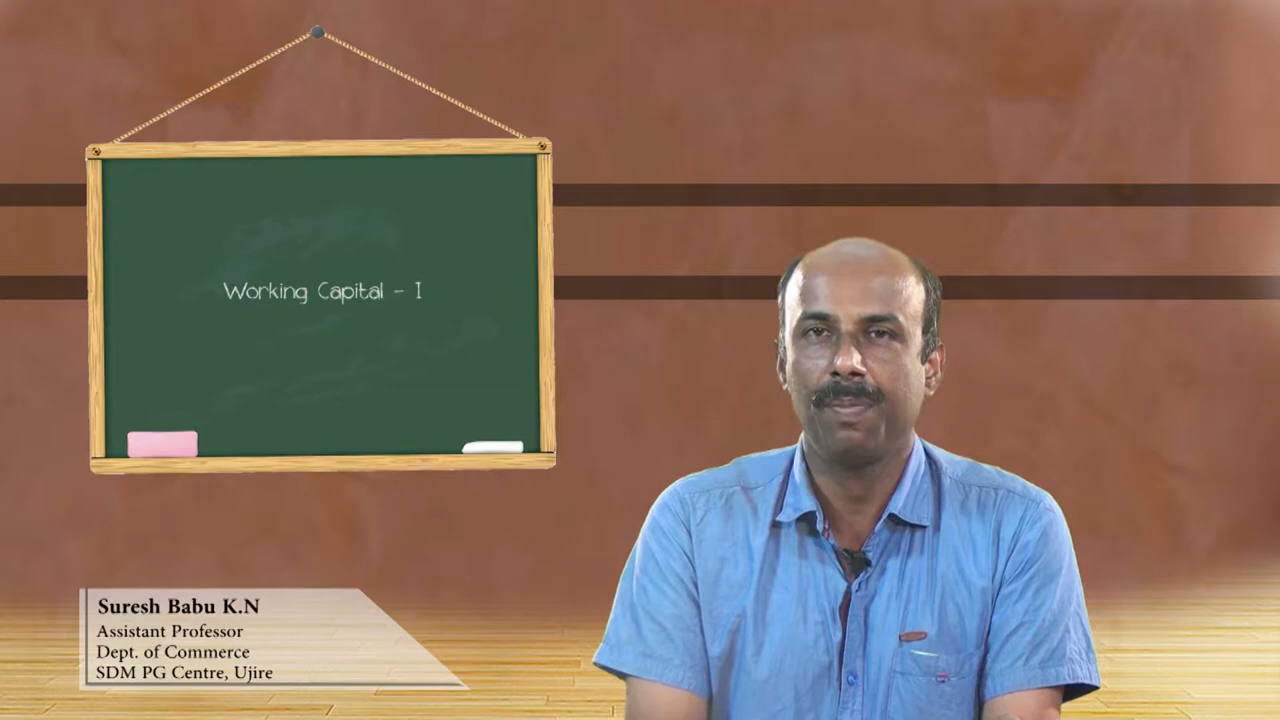 Working Capital - I
Suresh Babu K.N
Assistant Professor
Dept. of Commerce
SDM PG Centre, Ujire